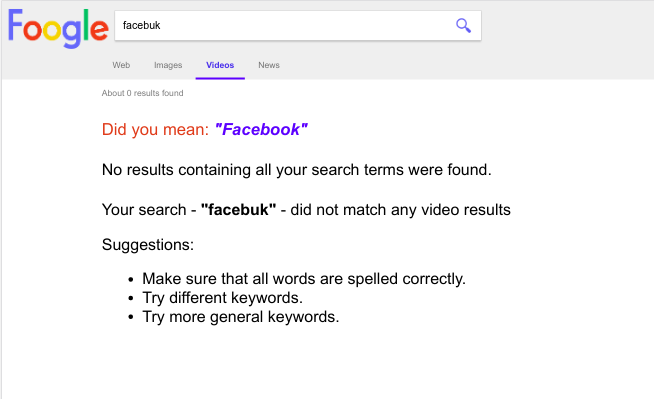 Foogle
facebuk
Web Images Videos News
About 0 results found
Did you mean: "Facebook"
No results containing all your search terms were found.
Your search - "facebuk" - did not match any video results
Suggestions:
• Make sure that all words are spelled correctly.
• Try different keywords.
• Try more general keywords.